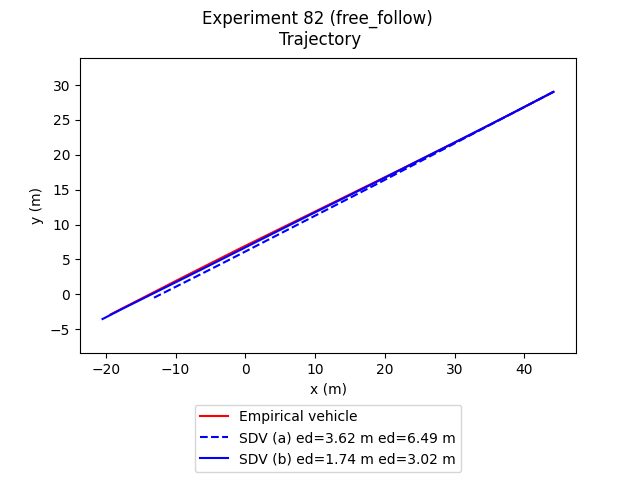 Experiment 82 (free_follow)
Trajectory
y (m)
30
25
20
15
10
5
0
−5
−20
−10
0
10
20
30
40
x (m)
Empirical vehicle
SDV (a) ed=3.62 m ed=6.49 m
SDV (b) ed=1.74 m ed=3.02 m